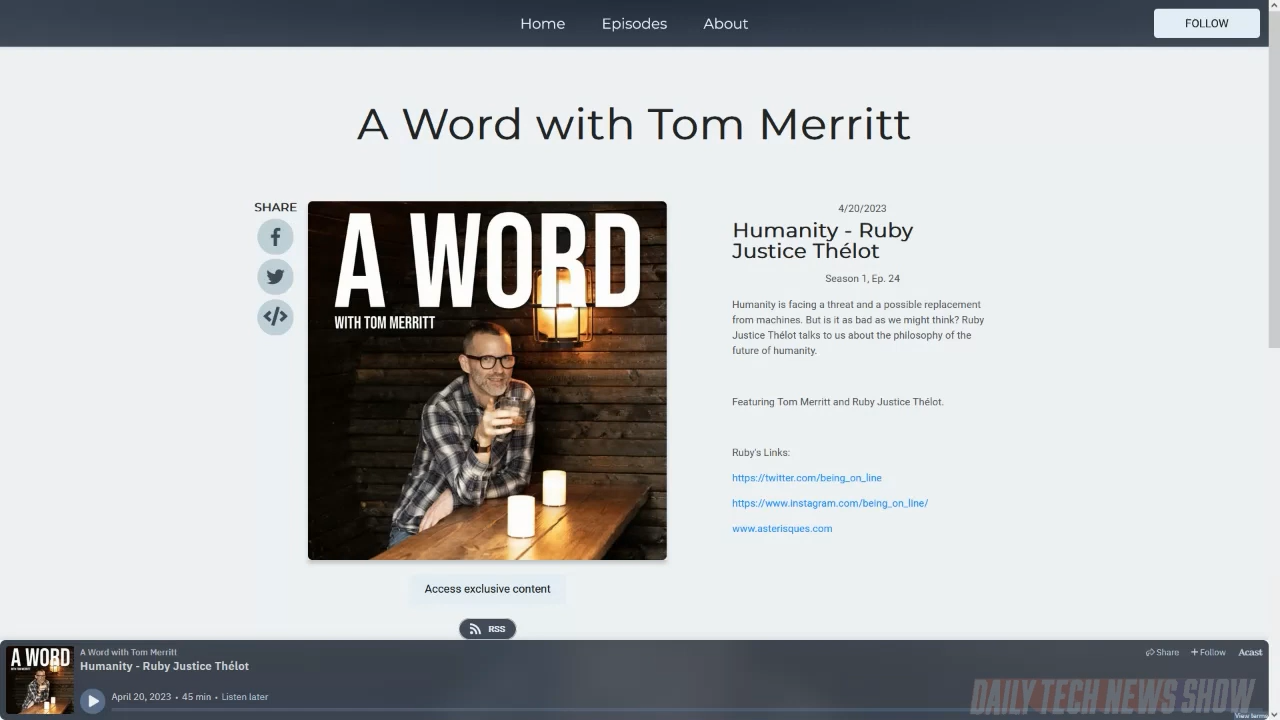 Home Episodes About FOLLOW
A Word with Tom Merritt
SHARE
A WORD
WITH TOM MERRITT
4/20/2023
Humanity - Ruby
Justice Thélot
Season 1, Ep. 24
Humanity is facing a threat and a possible replacement
from machines. But is it as bad as we might think? Ruby
Justice Thélot talks to us about the philosophy of the
future of humanity.
Featuring Tom Merritt and Ruby Justice Thélot.
Ruby's Links:
https://twitter.com/being_on_line
https://www.instagram.com/being_on_line/
www.asterisques.com
Access exclusive content
RSS
A WORD
A Word with Tom Merritt
Humanity - Ruby Justice Thélot
April 20, 2023 • 45 min • Listen later
Share + Follow Acast
DAILY TECH NEWS SHOW
View terms